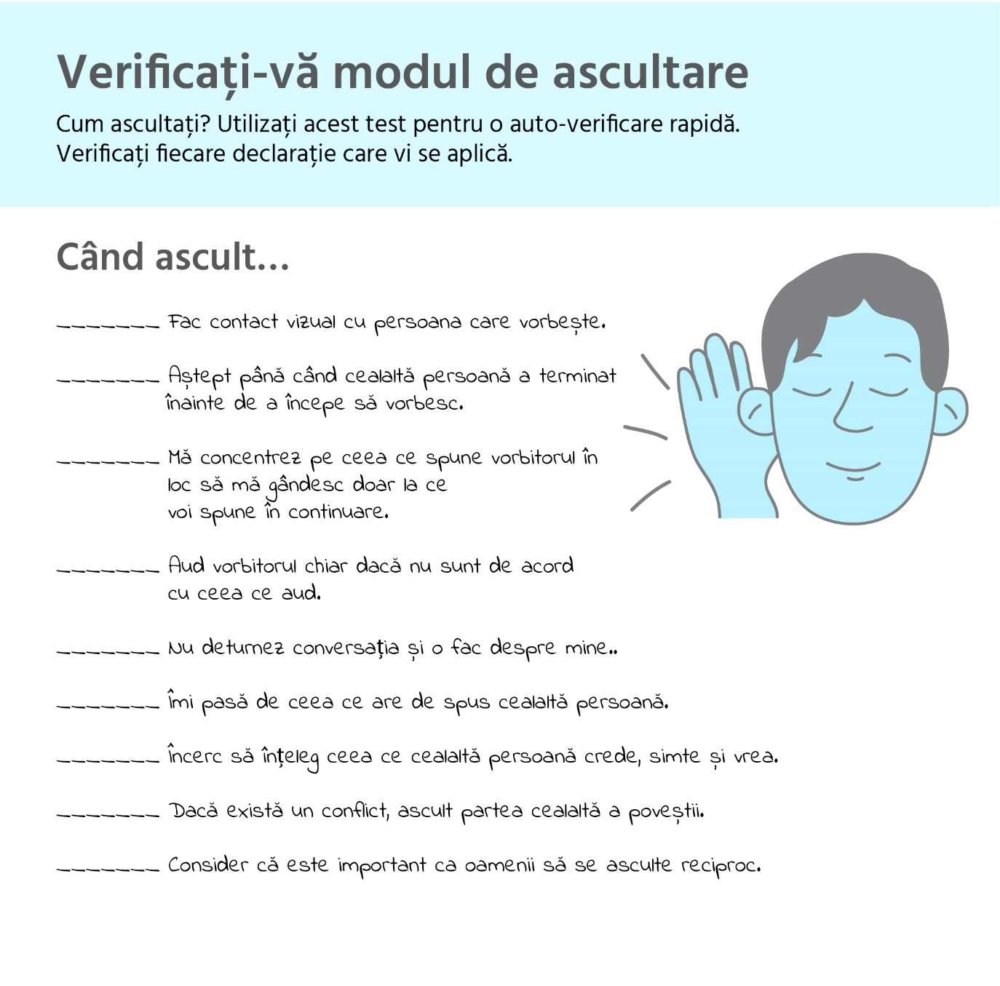 Verificați-vă modul de ascultare
Cum ascultați? Utilizați acest test pentru o auto-verificare rapidă.
Verificați fiecare declarație care vi se aplică.
Când ascult...
_______ Fac contact vizual cu persoana care vorbește.
_______ Aștept până când cealaltă persoană a terminat
înainte de a începe să vorbesc.
_______ Mă concentrez pe ceea ce spune vorbitorul în
loc să mă gândesc doar la ce
voi spune în continuare.
_______ Aud vorbitorul chiar dacă nu sunt de acord
cu ceea ce aud.
_______ Nu deturnez conversația și o fac despre mine..
_______ Îmi pasă de ceea ce are de spus cealaltă persoană.
_______ Încerc să înțeleg ceea ce cealaltă persoană crede, simte și vrea.
_______ Dacă există un conflict, ascult partea cealaltă a poveștii.
_______ Consider că este important ca oamenii să se asculte reciproc.